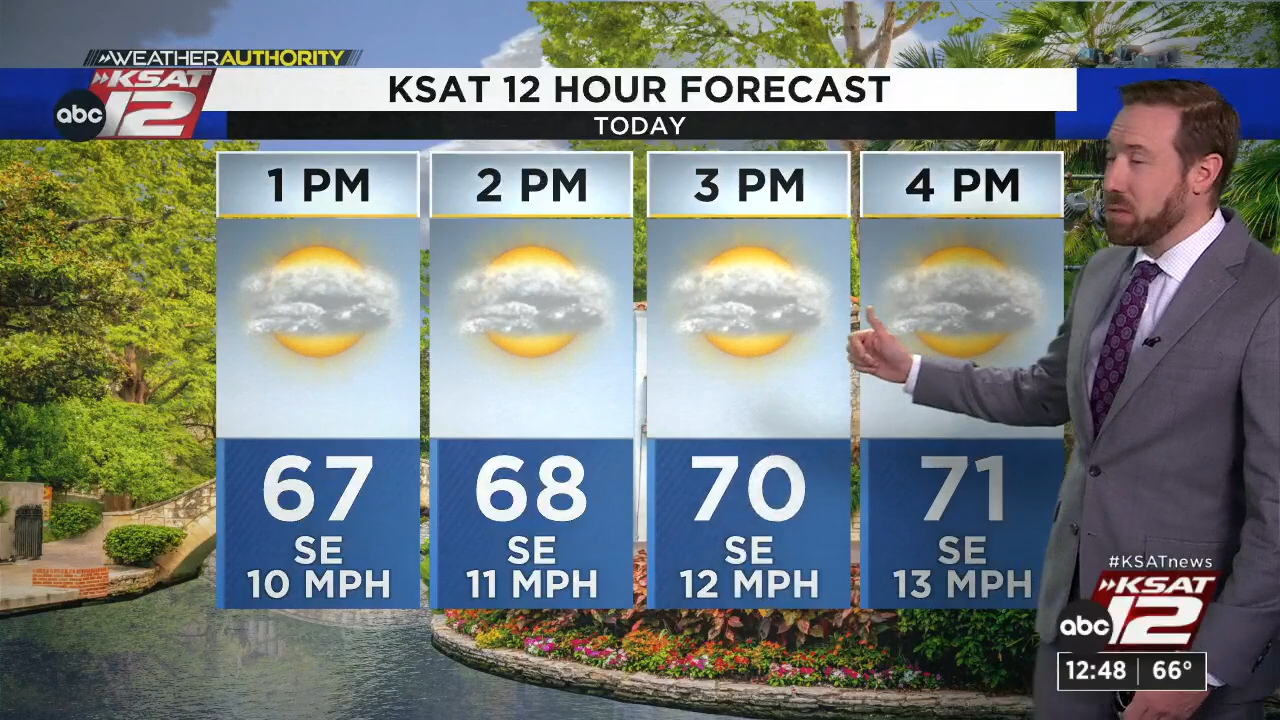 WEATHERAUTHORITY
KSAT
abc 12
KSAT 12 HOUR FORECAST
TODAY
1 PM
67
SE
10 MPH
2 PM
68
SE
11 MPH
3 PM
70
SE
12 MPH
4 PM
71
SE
13 MPH
#KSATnews
KSAT
abc 12
12:48 66°